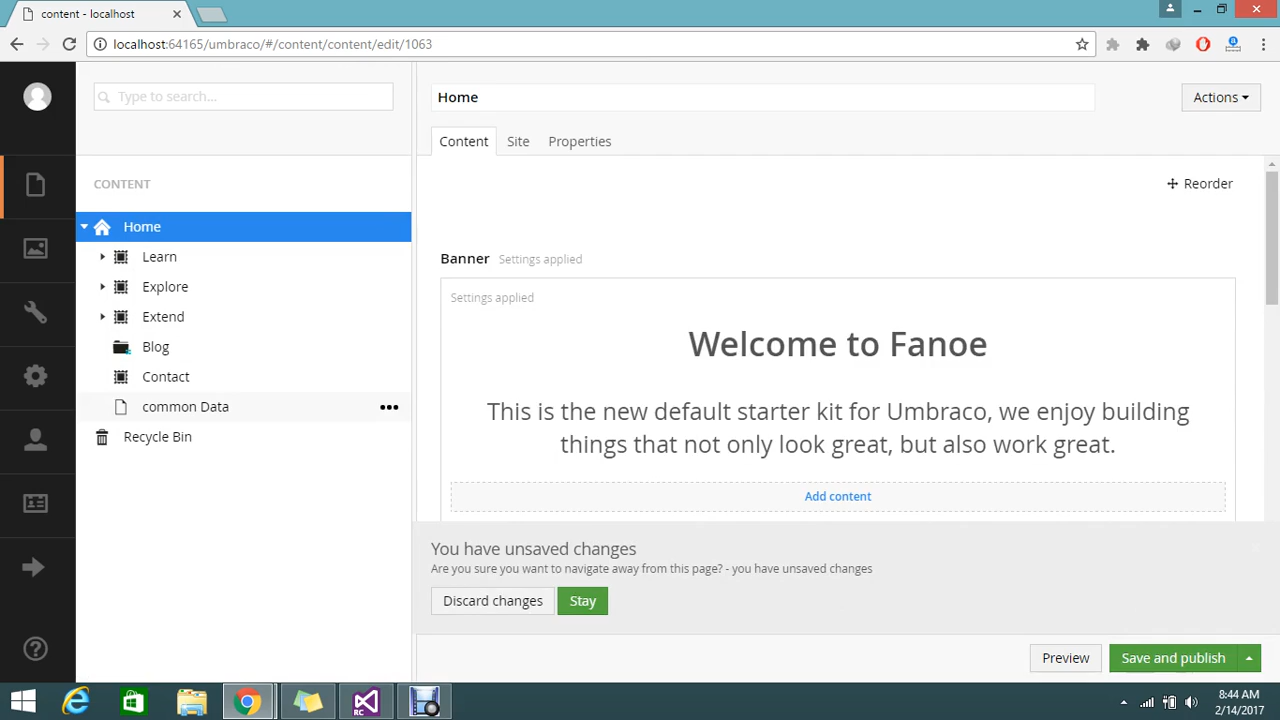 content - localhost
localhost:64165/umbraco/#/content/content/edit/1063
Type to search...
Home
Actions
Content Site Properties
CONTENT
Reorder
Home
Learn
Explore
Extend
Blog
Contact
common Data
Recycle Bin
Banner Settings applied
Settings applied
Welcome to Fanoe
This is the new default starter kit for Umbraco, we enjoy building
things that not only look great, but also work great.
Add content
You have unsaved changes
Are you sure you want to navigate away from this page? - you have unsaved changes
Discard changes Stay
Preview Save and publish
RC
8:44 AM
2/14/2017